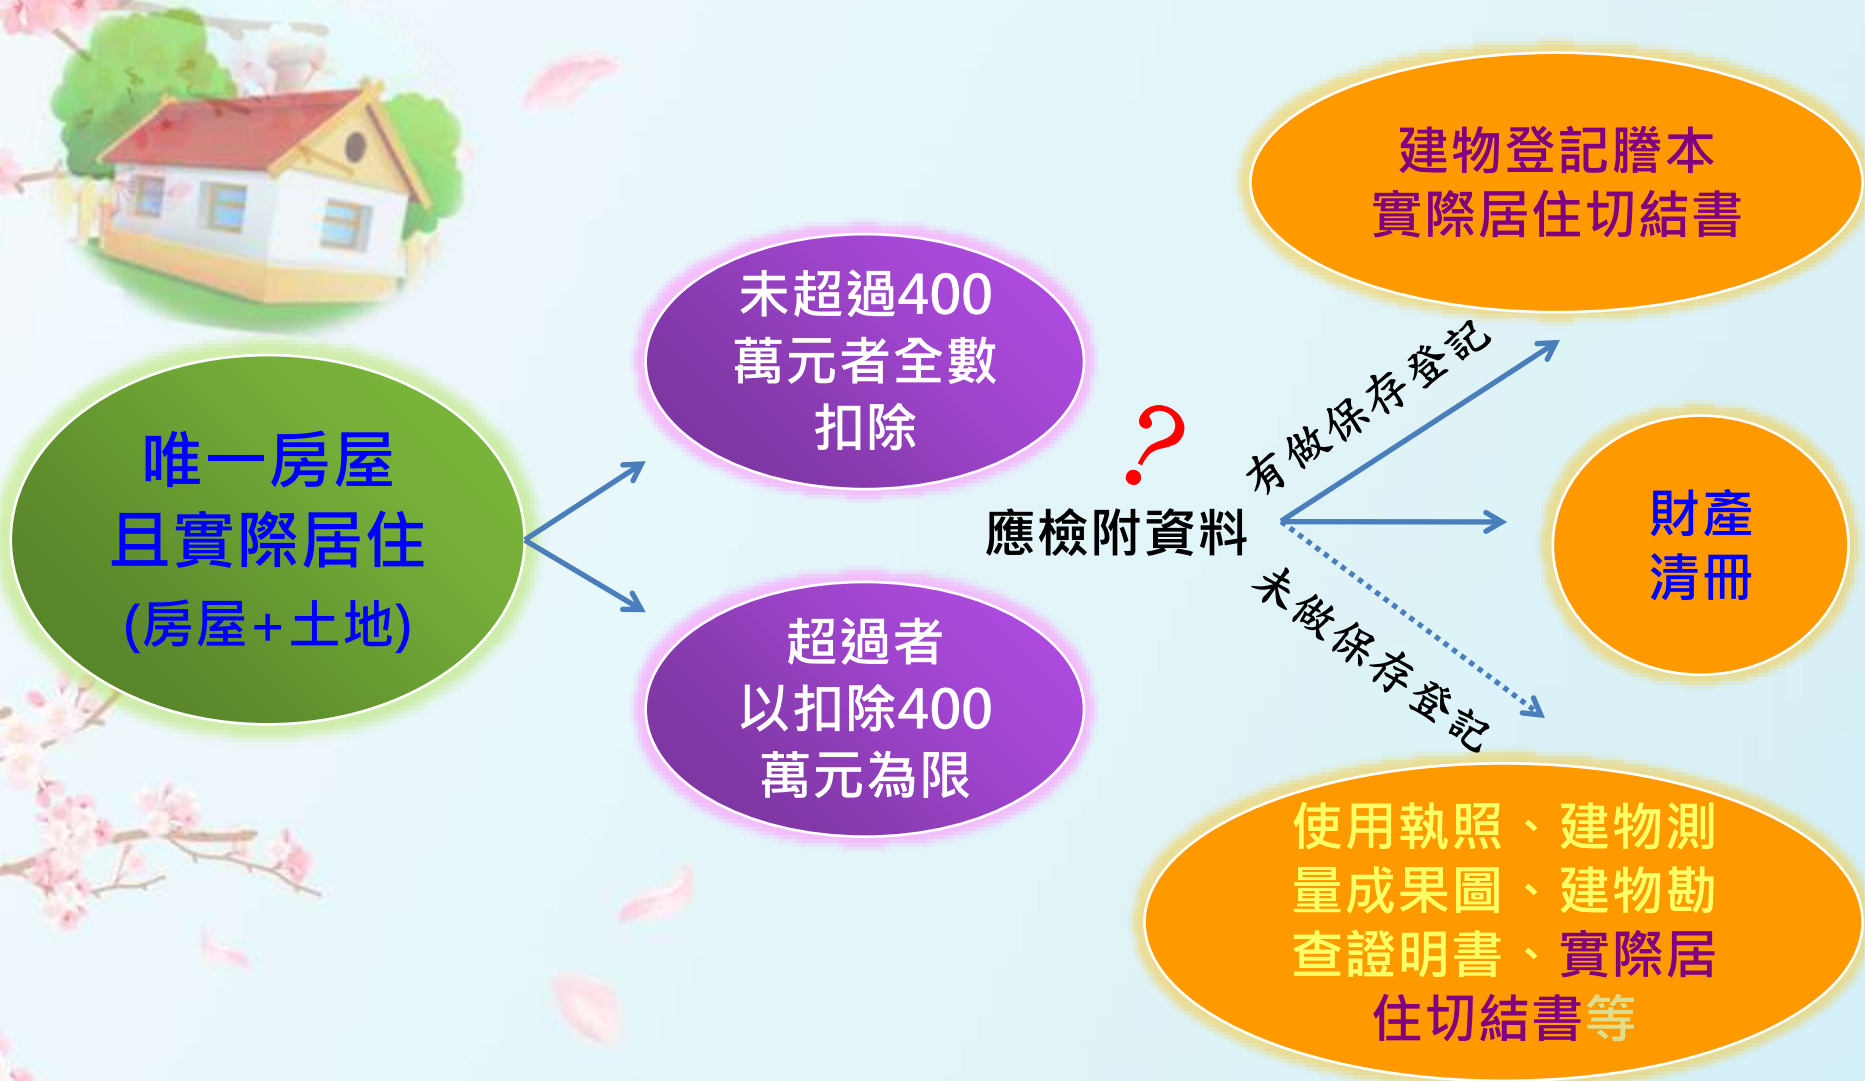 唯一房屋
且實際居住
(房屋+土地)
未超過400
萬元者全數
扣除
超過者
以扣除400
萬元為限
？
應檢附資料
有做保存登記
未做保存登記
建物登記謄本
實際居住切結書
財產
清冊
使用執照、建物測
量成果圖、建物勘
查證明書、實際居
住切結書等